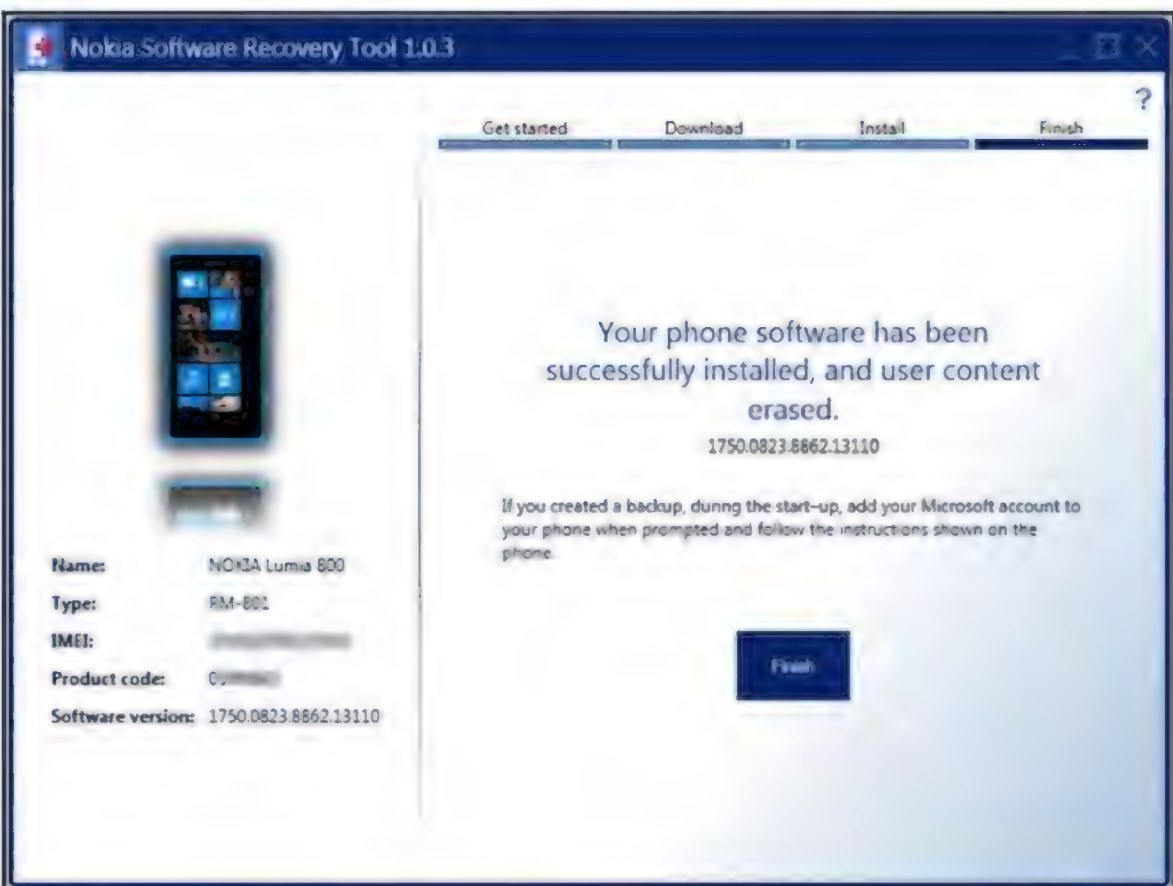 Nokia Software Recovery Tool 1.0.3
?
Get started Download Install Finish
Your phone software has been
successfully installed, and user content
erased.
1750.0823.8862.13110
If you created a backup, during the start-up, add your Microsoft account to
your phone when prompted and follow the instructions shown on the
phone.
Name: NOKIA Lumia 800
Type: RM-801
IMEI:
Product code:
Software version: 1750.0823.8862.13110
Finish